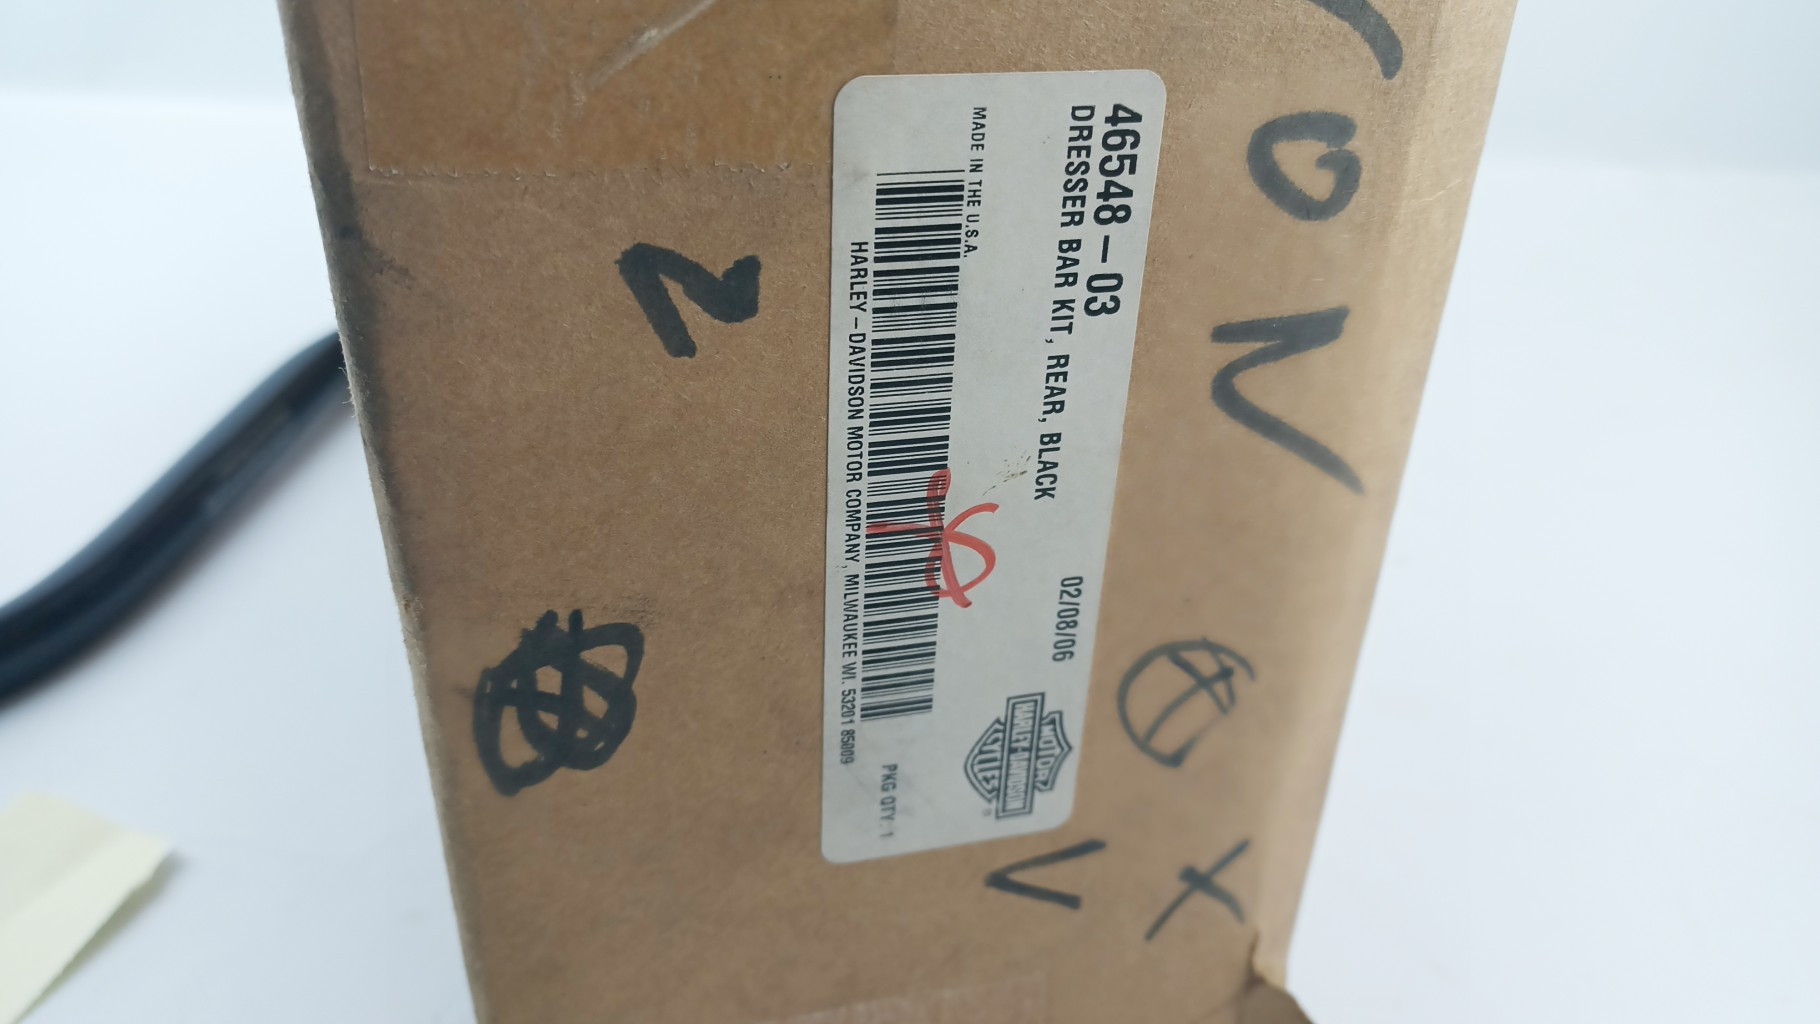 46548-03
DRESSER BAR KIT, REAR, BLACK
02/08/06
MADE IN THE U.S.A.
HARLEY-DAVIDSON MOTOR COMPANY, MILWAUKEE WI. 53201 85009
PKG QTY: 1
MOTOR
HARLEY-DAVIDSON
CYCLES
®